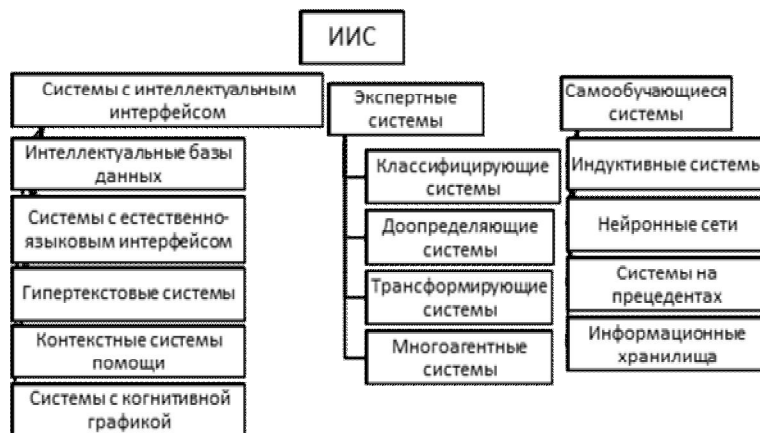 ИИС
Системы с интеллектуальным
интерфейсом
Интеллектуальные базы
данных
Системы с естественно-
языковым интерфейсом
Гипертекстовые системы
Контекстные системы
помощи
Системы с когнитивной
графикой
Экспертные
системы
Классифицирующие
системы
Доопределяющие
системы
Трансформирующие
системы
Многоагентные
системы
Самообучающиеся
системы
Индуктивные системы
Нейронные сети
Системы на
прецедентах
Информационные
хранилища